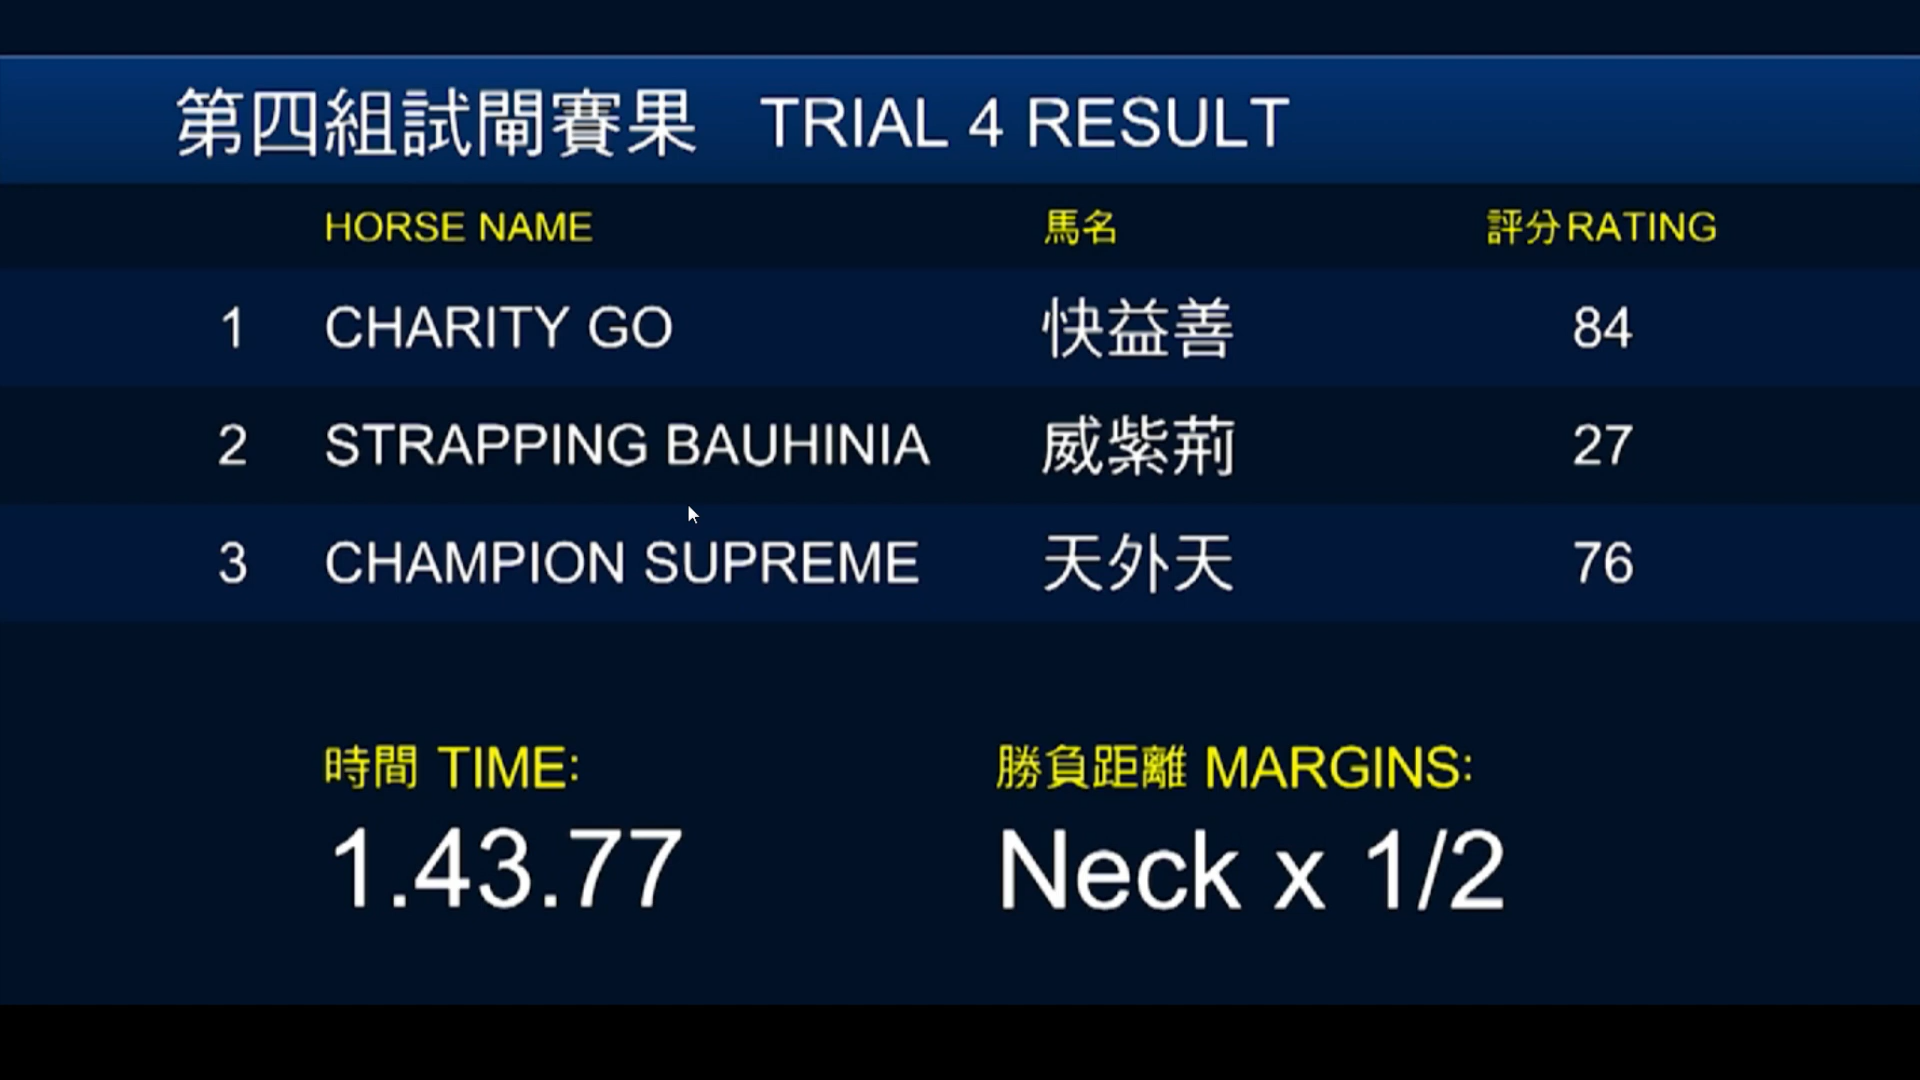 第四組試閘賽果 TRIAL 4 RESULT
HORSE NAME 馬名 評分RATING
1 CHARITY GO 快益善 84
2 STRAPPING BAUHINIA 威紫荊 27
3 CHAMPION SUPREME 天外天 76
時間 TIME: 勝負距離 MARGINS:
1.43.77 Neck x 1/2